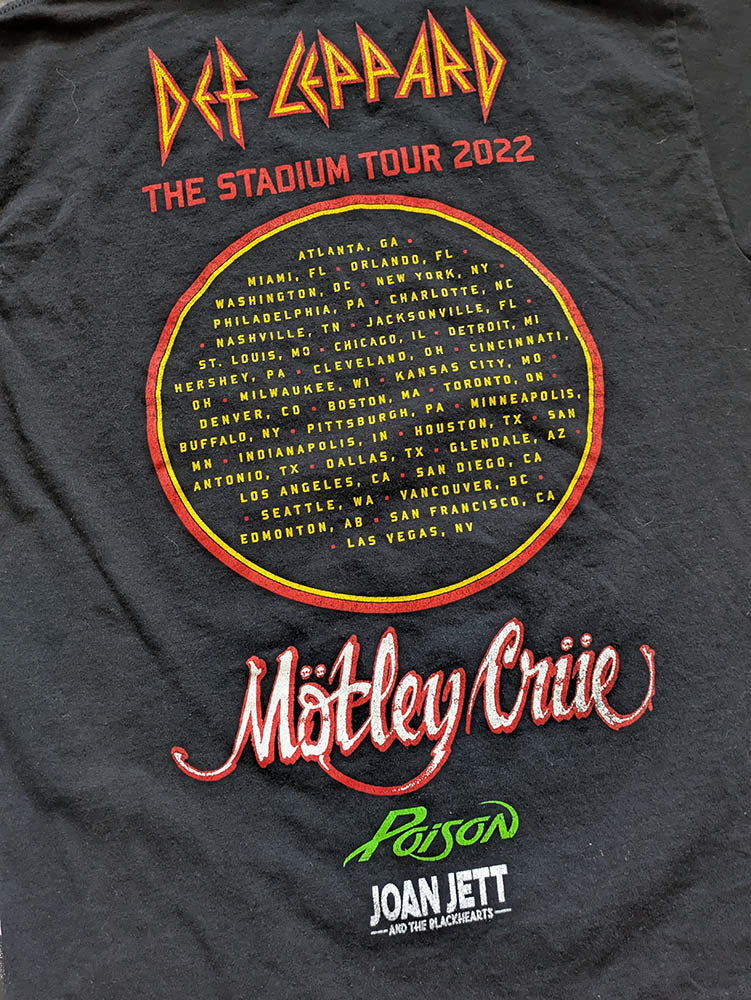 DEF LEPPARD
THE STADIUM TOUR 2022
ATLANTA, GA •
MIAMI, FL • ORLANDO, FL •
WASHINGTON, DC • NEW YORK, NY •
PHILADELPHIA, PA • CHARLOTTE, NC
• NASHVILLE, TN • JACKSONVILLE, FL •
ST. LOUIS, MO • CHICAGO, IL • DETROIT, MI
HERSHEY, PA • CLEVELAND, OH • CINCINNATI,
OH • MILWAUKEE, WI • KANSAS CITY, MO •
DENVER, CO • BOSTON, MA • TORONTO, ON •
BUFFALO, NY • PITTSBURGH, PA • MINNEAPOLIS,
MN • INDIANAPOLIS, IN • HOUSTON, TX • SAN
ANTONIO, TX • DALLAS, TX • GLENDALE, AZ •
LOS ANGELES, CA • SAN DIEGO, CA
• SEATTLE, WA • VANCOUVER, BC •
EDMONTON, AB • SAN FRANCISCO, CA
• LAS VEGAS, NV
Mötley Crüe
POISON
JOAN JETT
AND THE BLACKHEARTS